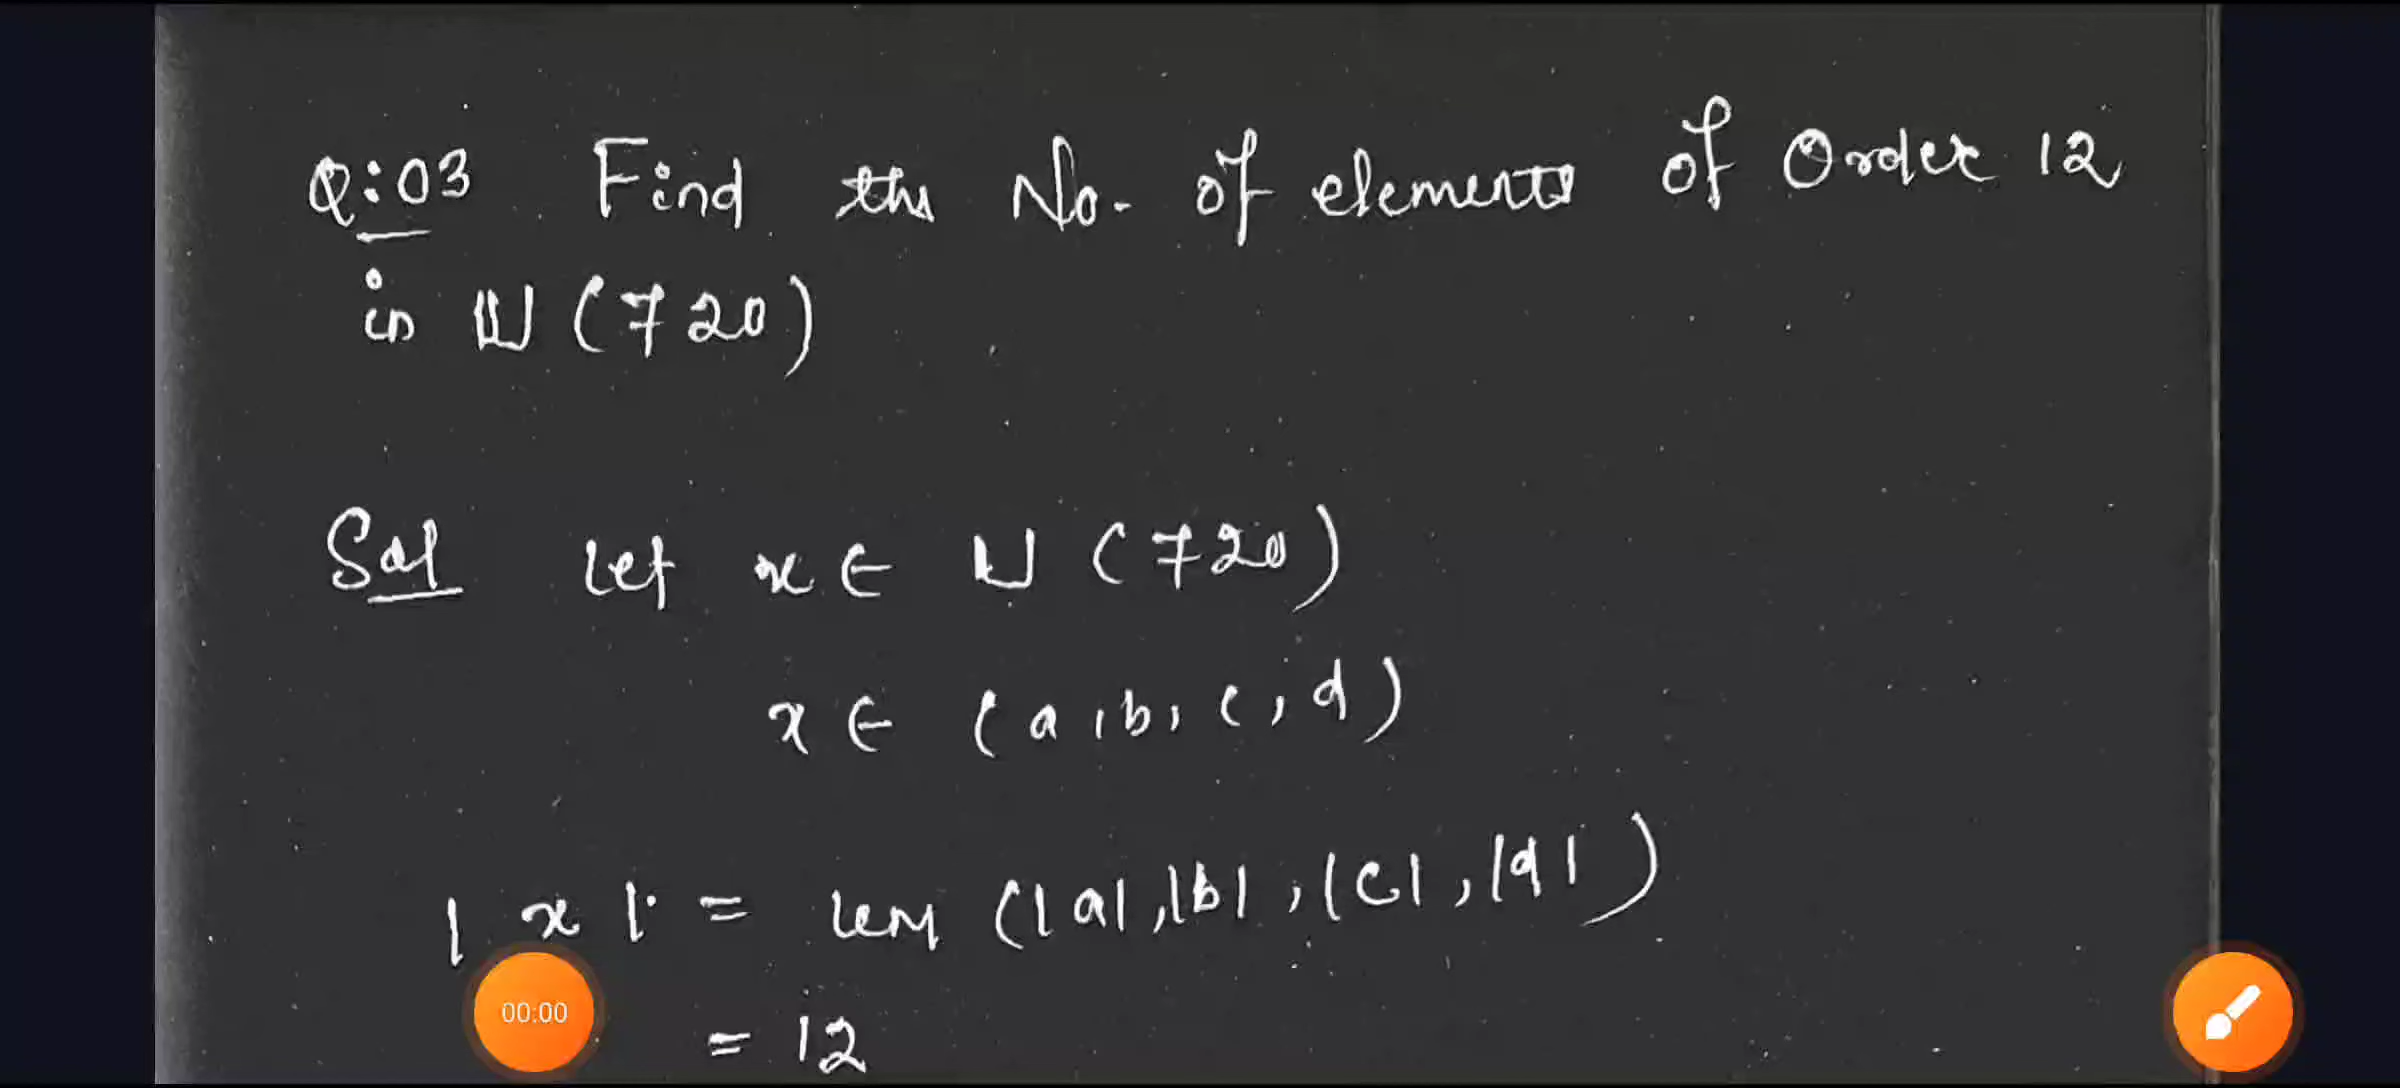 Q:03 Find the No. of elements of Order 12
in U (720)
Sol Let x ∈ U (720)
x ∈ (a, b, c, d)
|x| = LCM (|a|, |b|, |c|, |d|)
= 12
00:00